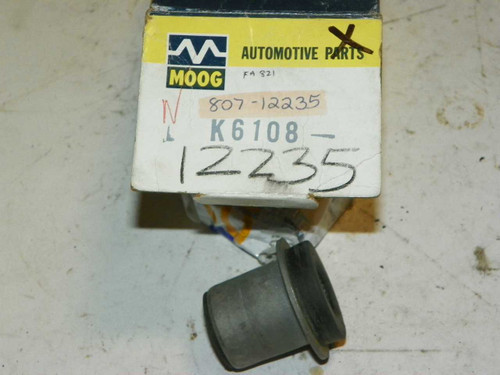 MOOG
AUTOMOTIVE PARTS
X
FA 821
N
807-12235
K6108-
12235